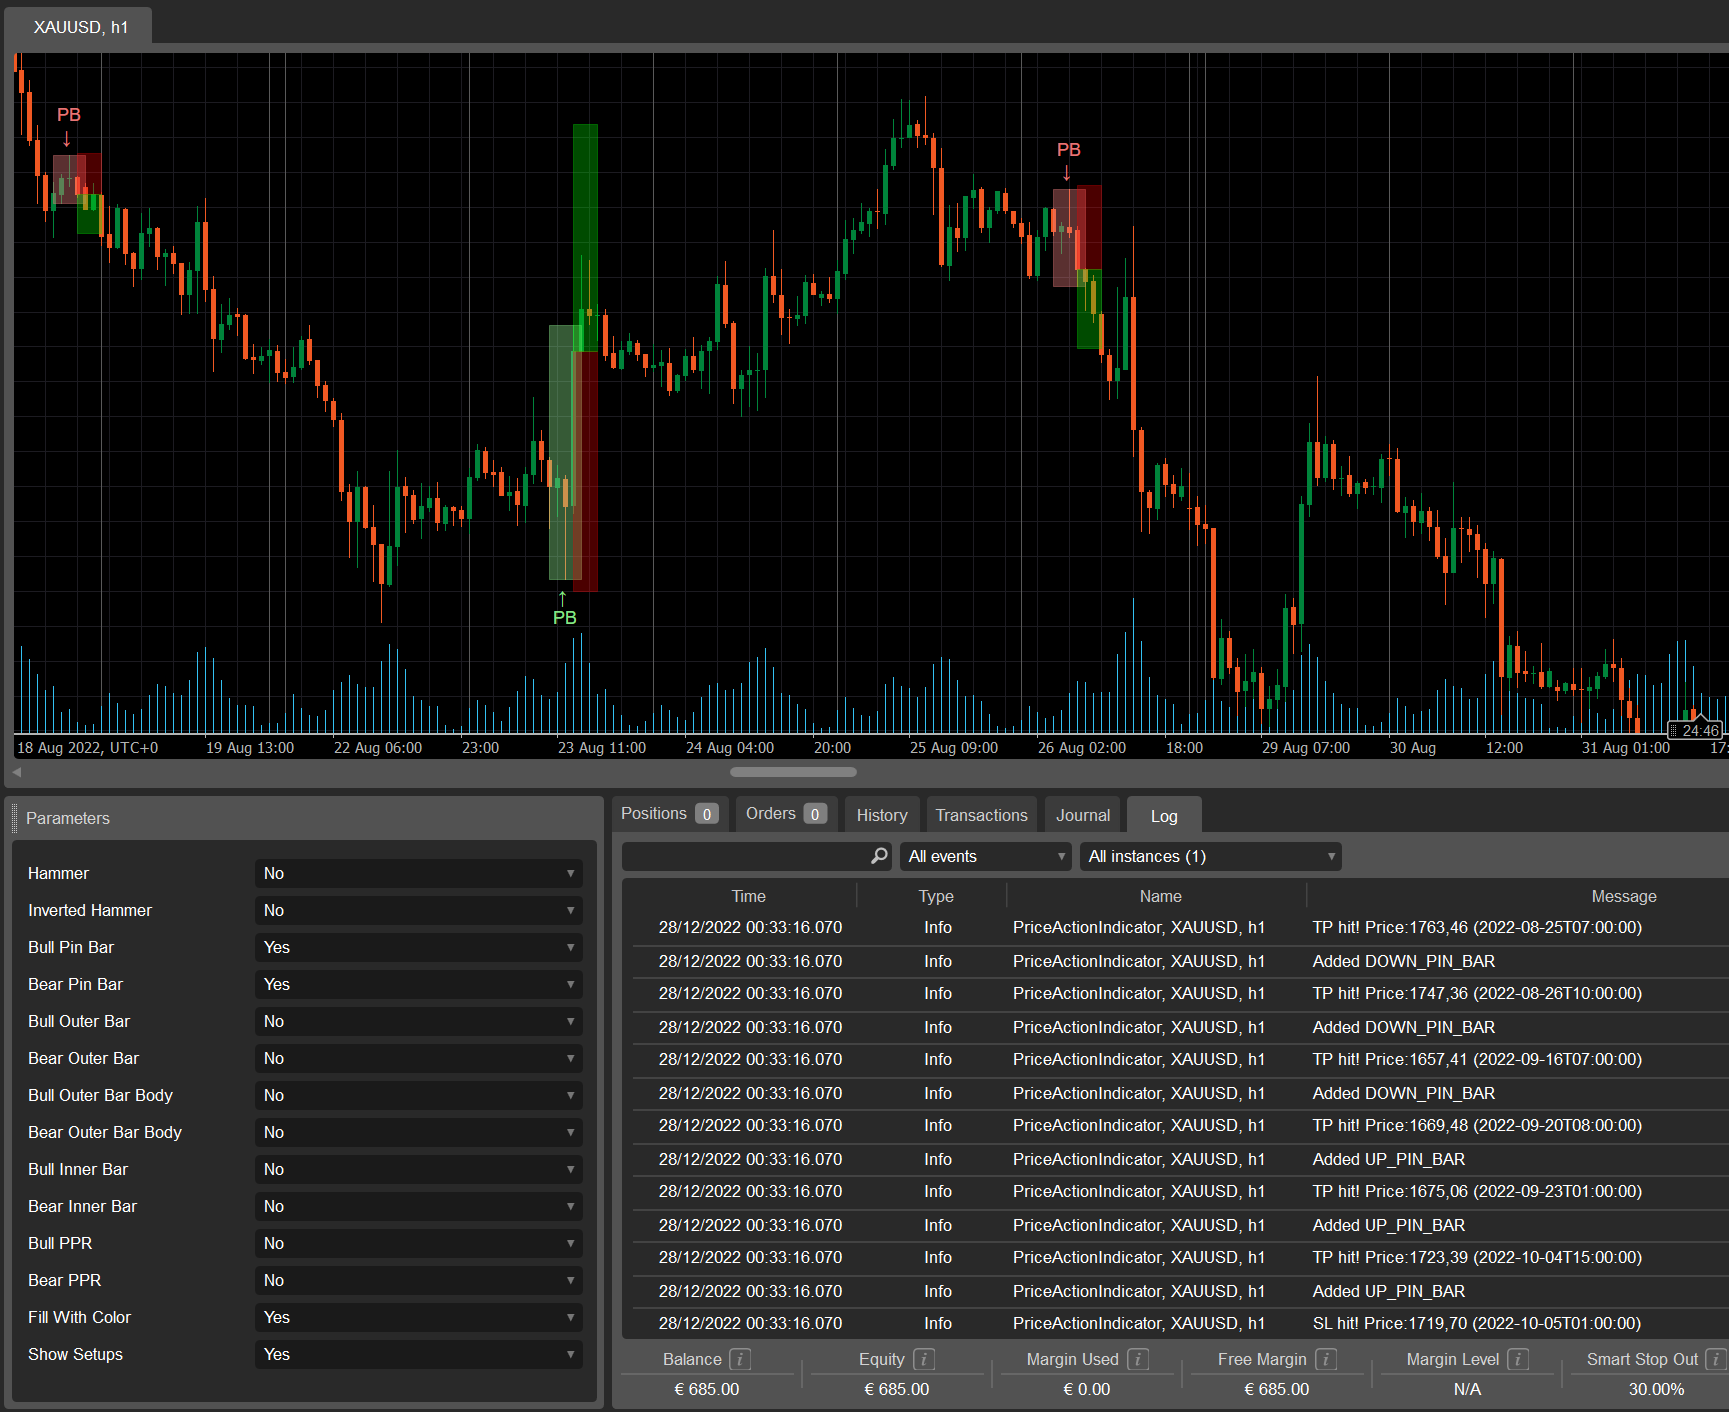 XAUUSD, h1
PB
↓
PB
↓
↑
PB
24:46
18 Aug 2022, UTC+0 19 Aug 13:00 22 Aug 06:00 23:00 23 Aug 11:00 24 Aug 04:00 20:00 25 Aug 09:00 26 Aug 02:00 18:00 29 Aug 07:00 30 Aug 12:00 31 Aug 01:00 17:
Parameters
Hammer No
Inverted Hammer No
Bull Pin Bar Yes
Bear Pin Bar Yes
Bull Outer Bar No
Bear Outer Bar No
Bull Outer Bar Body No
Bear Outer Bar Body No
Bull Inner Bar No
Bear Inner Bar No
Bull PPR No
Bear PPR No
Fill With Color Yes
Show Setups Yes
Positions 0 Orders 0 History Transactions Journal Log
All events All instances (1)
Time Type Name Message
28/12/2022 00:33:16.070 Info PriceActionIndicator, XAUUSD, h1 TP hit! Price:1763,46 (2022-08-25T07:00:00)
28/12/2022 00:33:16.070 Info PriceActionIndicator, XAUUSD, h1 Added DOWN_PIN_BAR
28/12/2022 00:33:16.070 Info PriceActionIndicator, XAUUSD, h1 TP hit! Price:1747,36 (2022-08-26T10:00:00)
28/12/2022 00:33:16.070 Info PriceActionIndicator, XAUUSD, h1 Added DOWN_PIN_BAR
28/12/2022 00:33:16.070 Info PriceActionIndicator, XAUUSD, h1 TP hit! Price:1657,41 (2022-09-16T07:00:00)
28/12/2022 00:33:16.070 Info PriceActionIndicator, XAUUSD, h1 Added DOWN_PIN_BAR
28/12/2022 00:33:16.070 Info PriceActionIndicator, XAUUSD, h1 TP hit! Price:1669,48 (2022-09-20T08:00:00)
28/12/2022 00:33:16.070 Info PriceActionIndicator, XAUUSD, h1 Added UP_PIN_BAR
28/12/2022 00:33:16.070 Info PriceActionIndicator, XAUUSD, h1 TP hit! Price:1675,06 (2022-09-23T01:00:00)
28/12/2022 00:33:16.070 Info PriceActionIndicator, XAUUSD, h1 Added UP_PIN_BAR
28/12/2022 00:33:16.070 Info PriceActionIndicator, XAUUSD, h1 TP hit! Price:1723,39 (2022-10-04T15:00:00)
28/12/2022 00:33:16.070 Info PriceActionIndicator, XAUUSD, h1 Added UP_PIN_BAR
28/12/2022 00:33:16.070 Info PriceActionIndicator, XAUUSD, h1 SL hit! Price:1719,70 (2022-10-05T01:00:00)
Balance i Equity i Margin Used i Free Margin i Margin Level i Smart Stop Out i
€ 685.00 € 685.00 € 0.00 € 685.00 N/A 30.00%